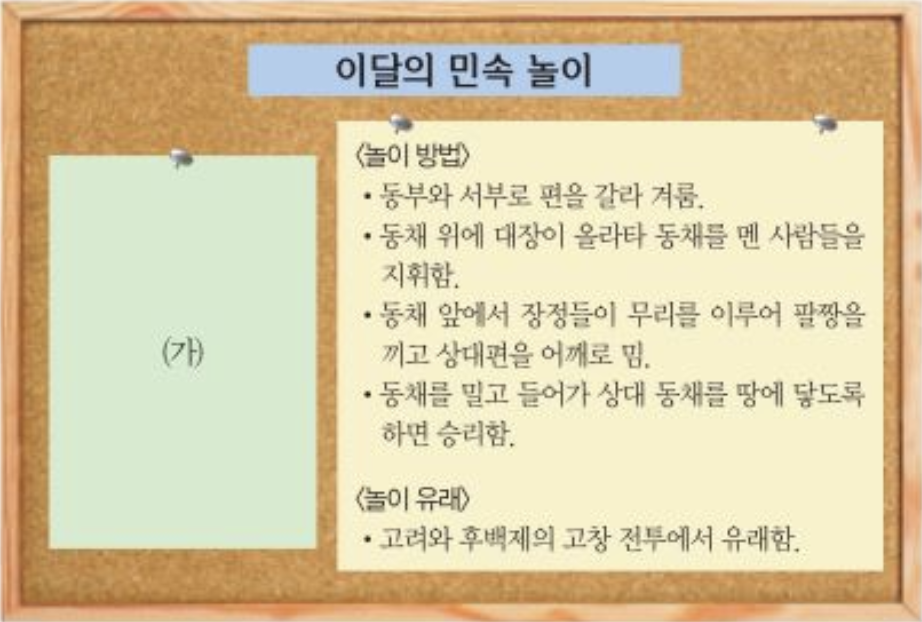 이달의 민속 놀이
(가)
〈놀이 방법〉
• 동부와 서부로 편을 갈라 겨룸.
• 동채 위에 대장이 올라타 동채를 멘 사람들을
지휘함.
• 동채 앞에서 장정들이 무리를 이루어 팔짱을
끼고 상대편을 어깨로 밈.
• 동채를 밀고 들어가 상대 동채를 땅에 닿도록
하면 승리함.
〈놀이 유래〉
• 고려와 후백제의 고창 전투에서 유래함.